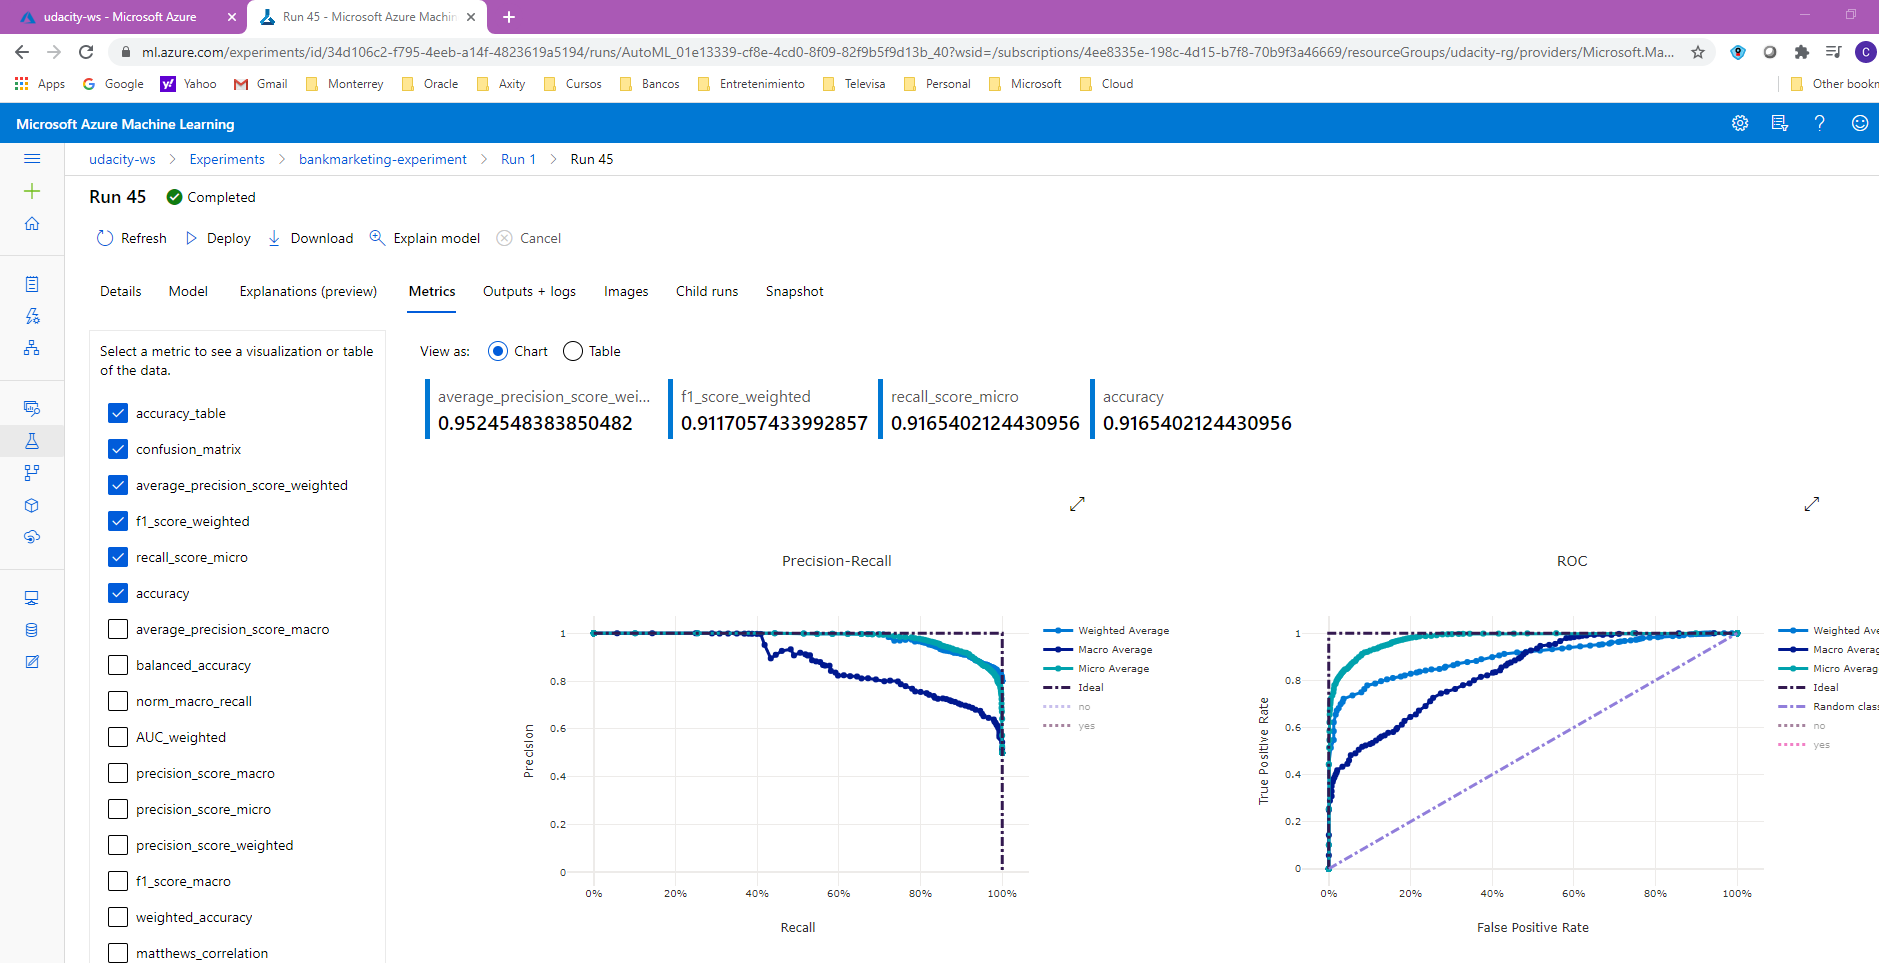 udacity-ws - Microsoft Azure
Run 45 - Microsoft Azure Machin
ml.azure.com/experiments/id/34d106c2-f795-4eeb-a14f-4823619a5194/runs/AutoML_01e13339-cf8e-4cd0-8f09-82f9b5f9d13b_40?wsid=/subscriptions/4ee8335e-198c-4d15-b7f8-70b9f3a46669/resourceGroups/udacity-rg/providers/Microsoft.Ma...
C
Apps Google Yahoo Gmail Monterrey Oracle Axity Cursos Bancos Entretenimiento Televisa Personal Microsoft Cloud Other bookn
Microsoft Azure Machine Learning
udacity-ws > Experiments > bankmarketing-experiment > Run 1 > Run 45
Run 45 Completed
Refresh Deploy Download Explain model Cancel
Details Model Explanations (preview) Metrics Outputs + logs Images Child runs Snapshot
Select a metric to see a visualization or table
of the data.
accuracy_table
confusion_matrix
average_precision_score_weighted
f1_score_weighted
recall_score_micro
accuracy
average_precision_score_macro
balanced_accuracy
norm_macro_recall
AUC_weighted
precision_score_macro
precision_score_micro
precision_score_weighted
f1_score_macro
weighted_accuracy
matthews_correlation
View as: Chart Table
average_precision_score_wei...
0.9524548383850482
f1_score_weighted
0.9117057433992857
recall_score_micro
0.9165402124430956
accuracy
0.9165402124430956
Precision-Recall
1
0.8
0.6
0.4
0.2
0
Precision
0% 20% 40% 60% 80% 100%
Recall
Weighted Average
Macro Average
Micro Average
Ideal
no
yes
ROC
1
0.8
0.6
0.4
0.2
0
True Positive Rate
0% 20% 40% 60% 80% 100%
False Positive Rate
Weighted Ave
Macro Averag
Micro Averag
Ideal
Random class
no
yes